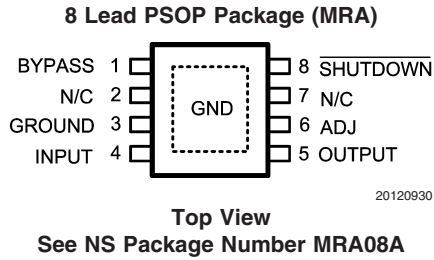 8 Lead PSOP Package (MRA)
BYPASS 1 8 SHUTDOWN
N/C 2 7 N/C
GND
GROUND 3 6 ADJ
INPUT 4 5 OUTPUT
20120930
Top View
See NS Package Number MRA08A